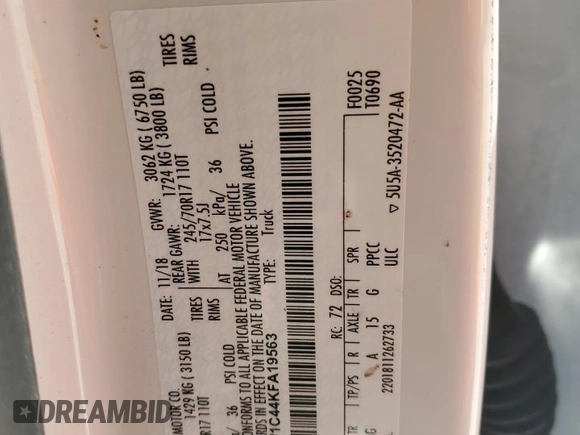 MOTOR CO. DATE: 11/18 GVWR: 3062 KG ( 6750 LB)
1429 KG ( 3150 LB) REAR GAWR: 1724 KG ( 3800 LB)
R17 110T TIRES WITH 245/70R17 110T TIRES
RIMS 17x7.5J RIMS
/ 36 PSI COLD AT 250 kPa/ 36 PSI COLD
CONFORMS TO ALL APPLICABLE FEDERAL MOTOR VEHICLE
IN EFFECT ON THE DATE OF MANUFACTURE SHOWN ABOVE.
1C44KFA19563 Truck
F0025
RC: 72 DSO: T0690
TR TP/PS R AXLE TR SPR
G A 15 G PPCC
2201811262733 ULC ▽ 5U5A-3520472-AA
DREAMBID